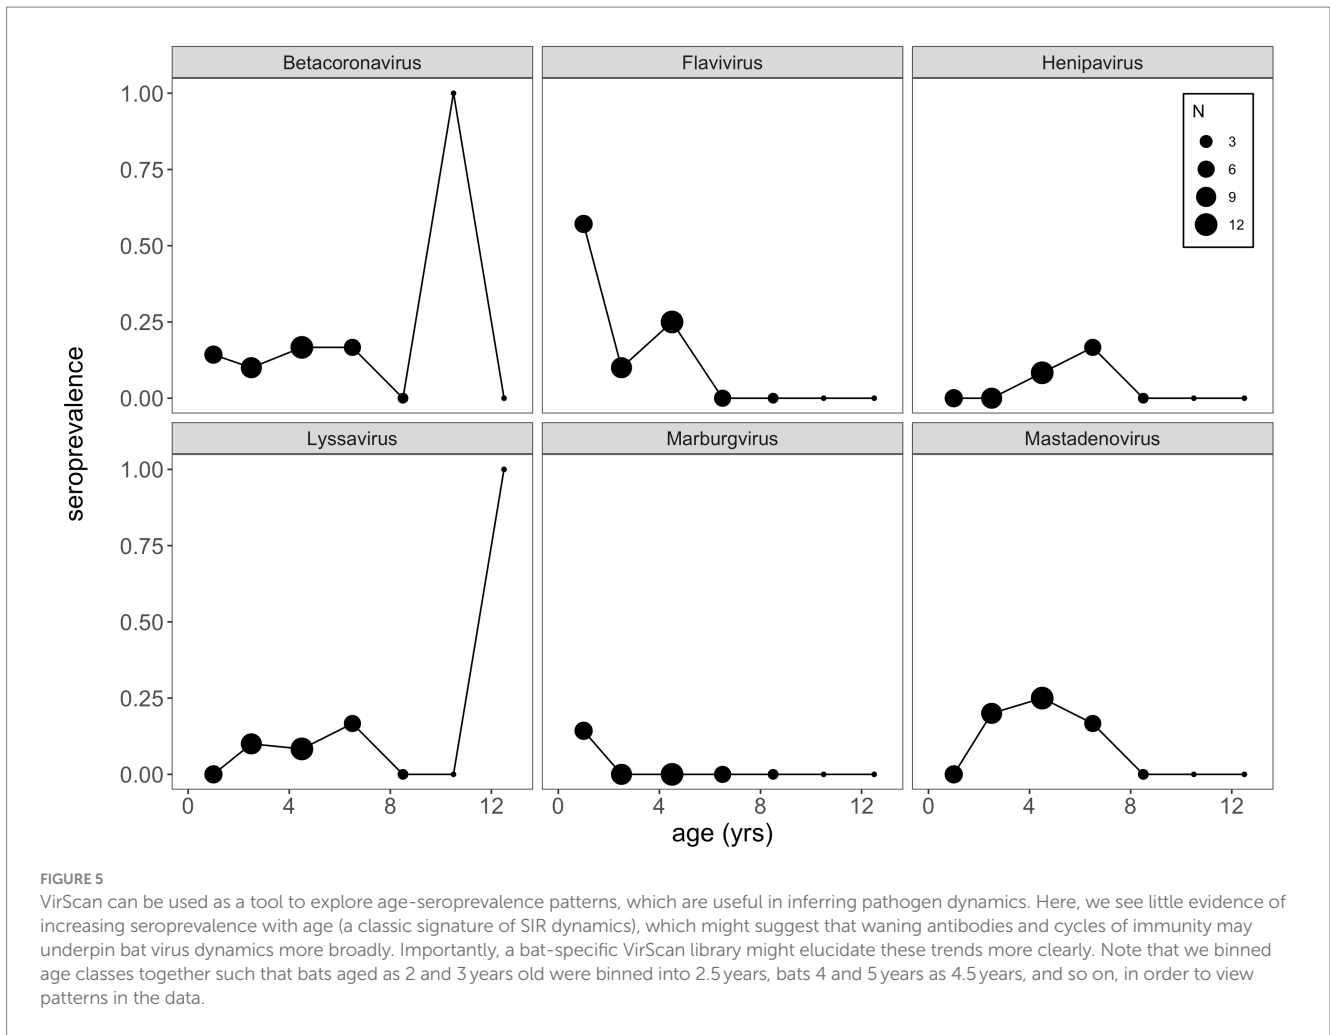 Betacoronavirus
Flavivirus
Henipavirus
1.00
0.75
0.50
0.25
0.00
N
3
6
9
12
seroprevalence
Lyssavirus
Marburgvirus
Mastadenovirus
1.00
0.75
0.50
0.25
0.00
0 4 8 12
0 4 8 12
0 4 8 12
age (yrs)
FIGURE 5
VirScan can be used as a tool to explore age-seroprevalence patterns, which are useful in inferring pathogen dynamics. Here, we see little evidence of
increasing seroprevalence with age (a classic signature of SIR dynamics), which might suggest that waning antibodies and cycles of immunity may
underpin bat virus dynamics more broadly. Importantly, a bat-specific VirScan library might elucidate these trends more clearly. Note that we binned
age classes together such that bats aged as 2 and 3 years old were binned into 2.5 years, bats 4 and 5 years as 4.5 years, and so on, in order to view
patterns in the data.